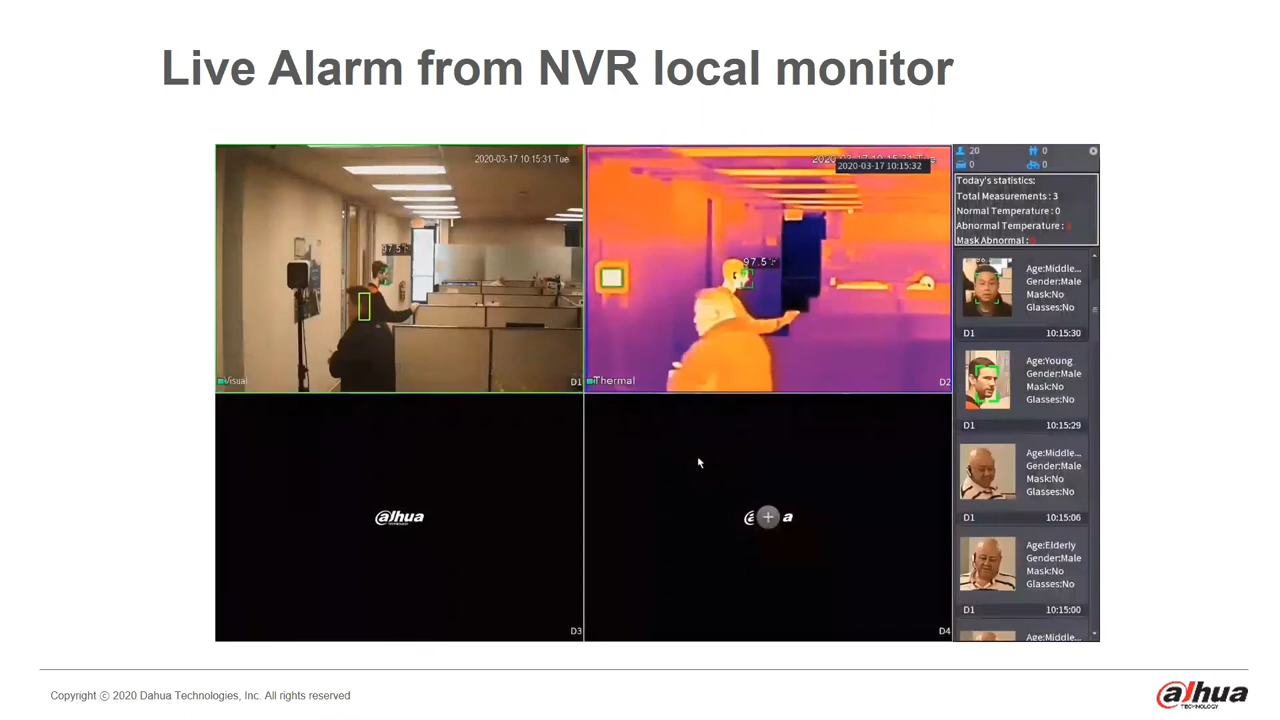 Live Alarm from NVR local monitor
2020-03-17 10:15:31 Tue
97.5°F
Visual
D1
2020-03-17 10:15:32
97.5°F
Thermal
D2
alhua
TECHNOLOGY
D3
a
D4
20
0
0
0
Today's statistics:
Total Measurements : 3
Normal Temperature : 0
Abnormal Temperature :
Mask Abnormal :
Age:Middle...
Gender:Male
Mask:No
Glasses:No
D1 10:15:30
Age:Young
Gender:Male
Mask:No
Glasses:No
D1 10:15:29
Age:Middle...
Gender:Male
Mask:No
Glasses:No
D1 10:15:06
Age:Elderly
Gender:Male
Mask:No
Glasses:No
D1 10:15:00
Age:Middle...
Copyright © 2020 Dahua Technologies, Inc. All rights reserved
alhua
TECHNOLOGY